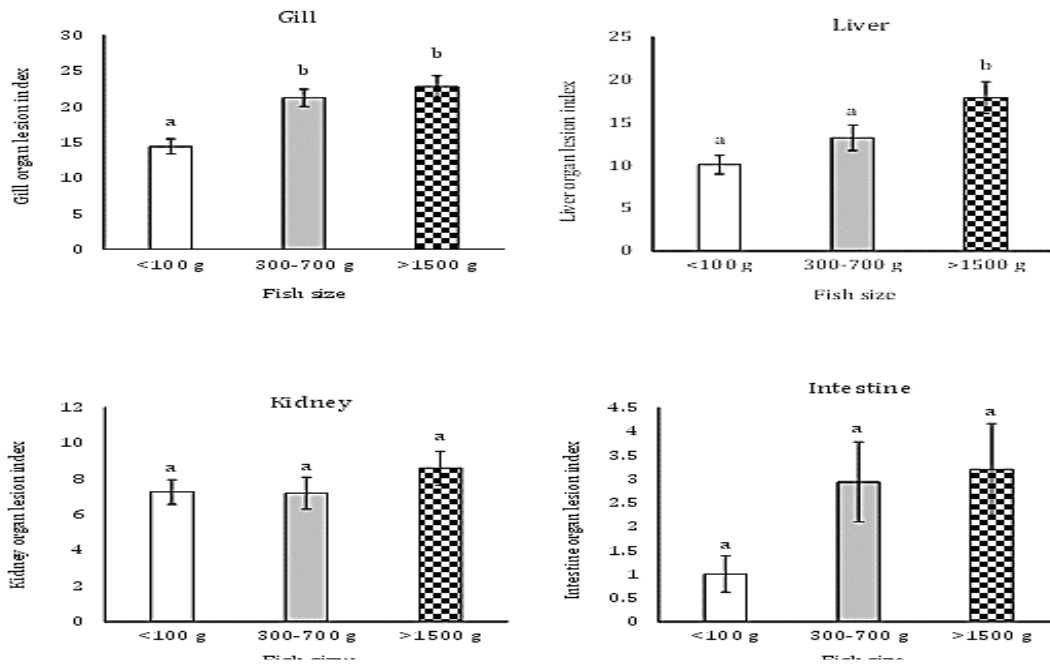 Gill
Gill organ lesion index
30
25
20
15
10
5
0
a
b
b
<100 g
300-700 g
>1500 g
Fish size
Liver
Liver organ lesion index
25
20
15
10
5
0
a
a
b
<100 g
300-700 g
>1500 g
Fish size
Kidney
Kidney organ lesion index
12
10
8
6
4
2
0
a
a
a
<100 g
300-700 g
>1500 g
Fish
Intestine
Intestine organ lesion index
4.5
4
3.5
3
2.5
2
1.5
1
0.5
0
a
a
a
<100 g
300-700 g
>1500 g
Fish size